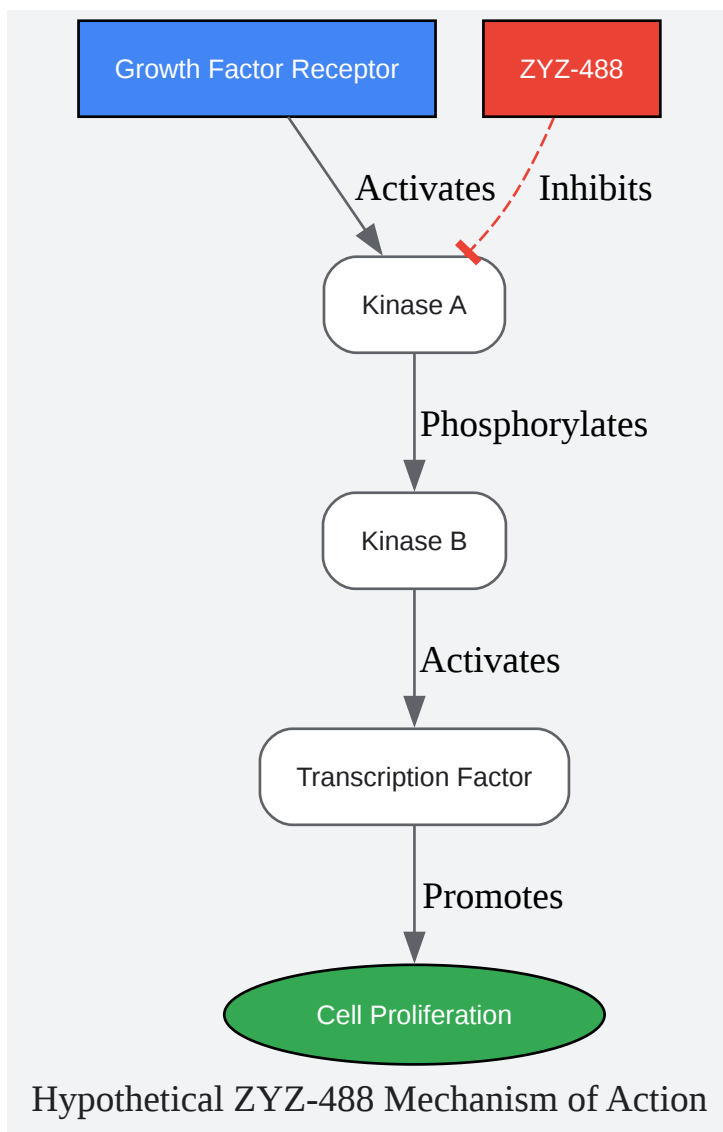 Growth Factor Receptor
ZYZ-488
Activates
Inhibits
Kinase A
Phosphorylates
Kinase B
Activates
Transcription Factor
Promotes
Cell Proliferation
Hypothetical ZYZ-488 Mechanism of Action